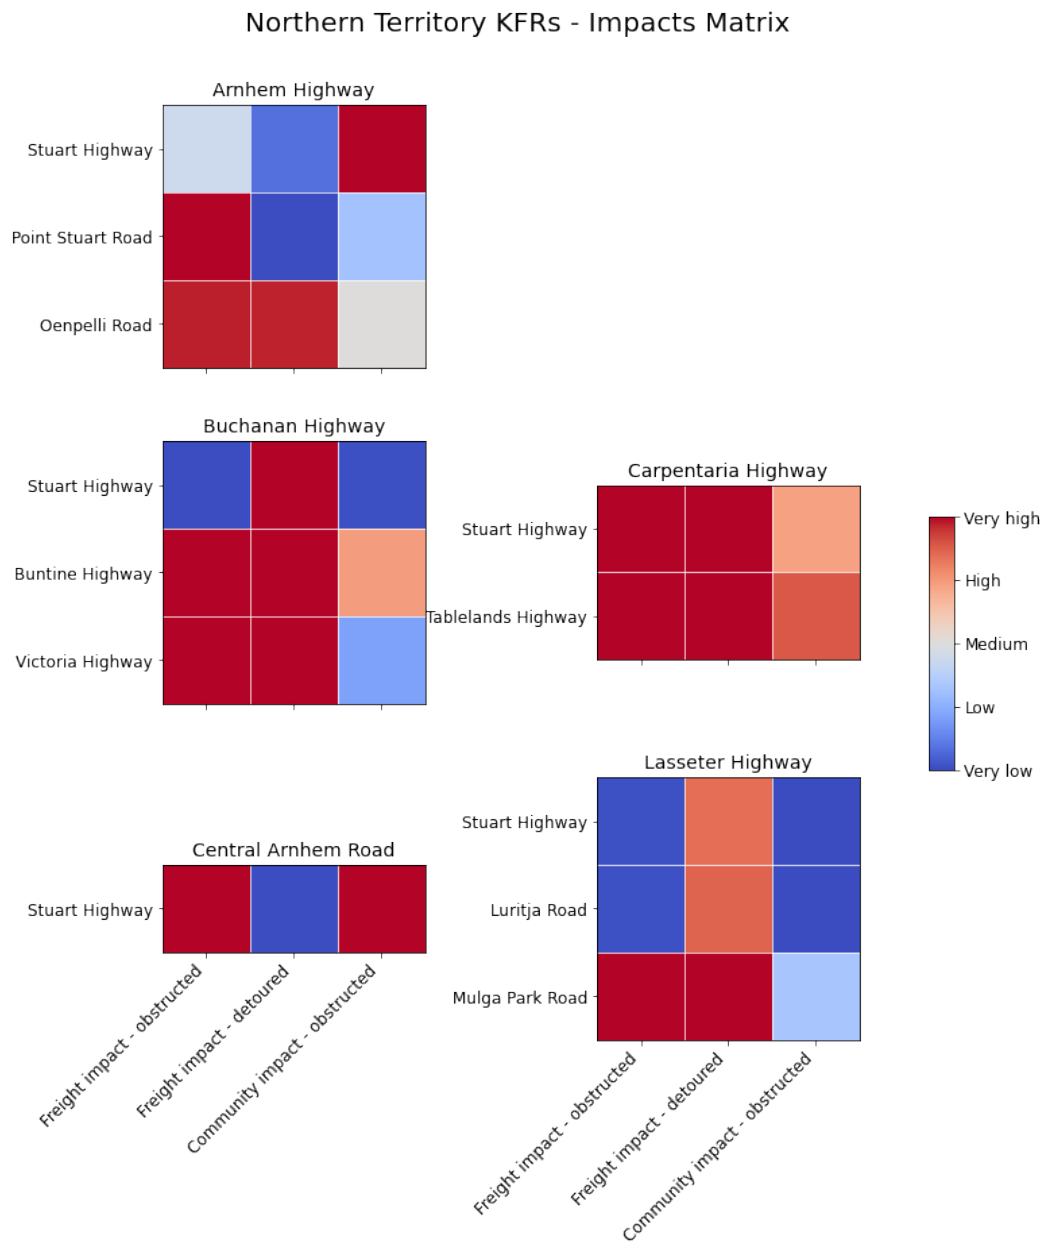 Northern Territory KFRs - Impacts Matrix
Arnhem Highway
Stuart Highway
Point Stuart Road
Oenpelli Road
Buchanan Highway
Stuart Highway
Buntine Highway
Victoria Highway
Carpentaria Highway
Stuart Highway
Tablelands Highway
Very high
High
Medium
Low
Very low
Central Arnhem Road
Stuart Highway
Freight impact - obstructed
Freight impact - detoured
Community impact - obstructed
Lasseter Highway
Stuart Highway
Luritja Road
Mulga Park Road
Freight impact - obstructed
Freight impact - detoured
Community impact - obstructed